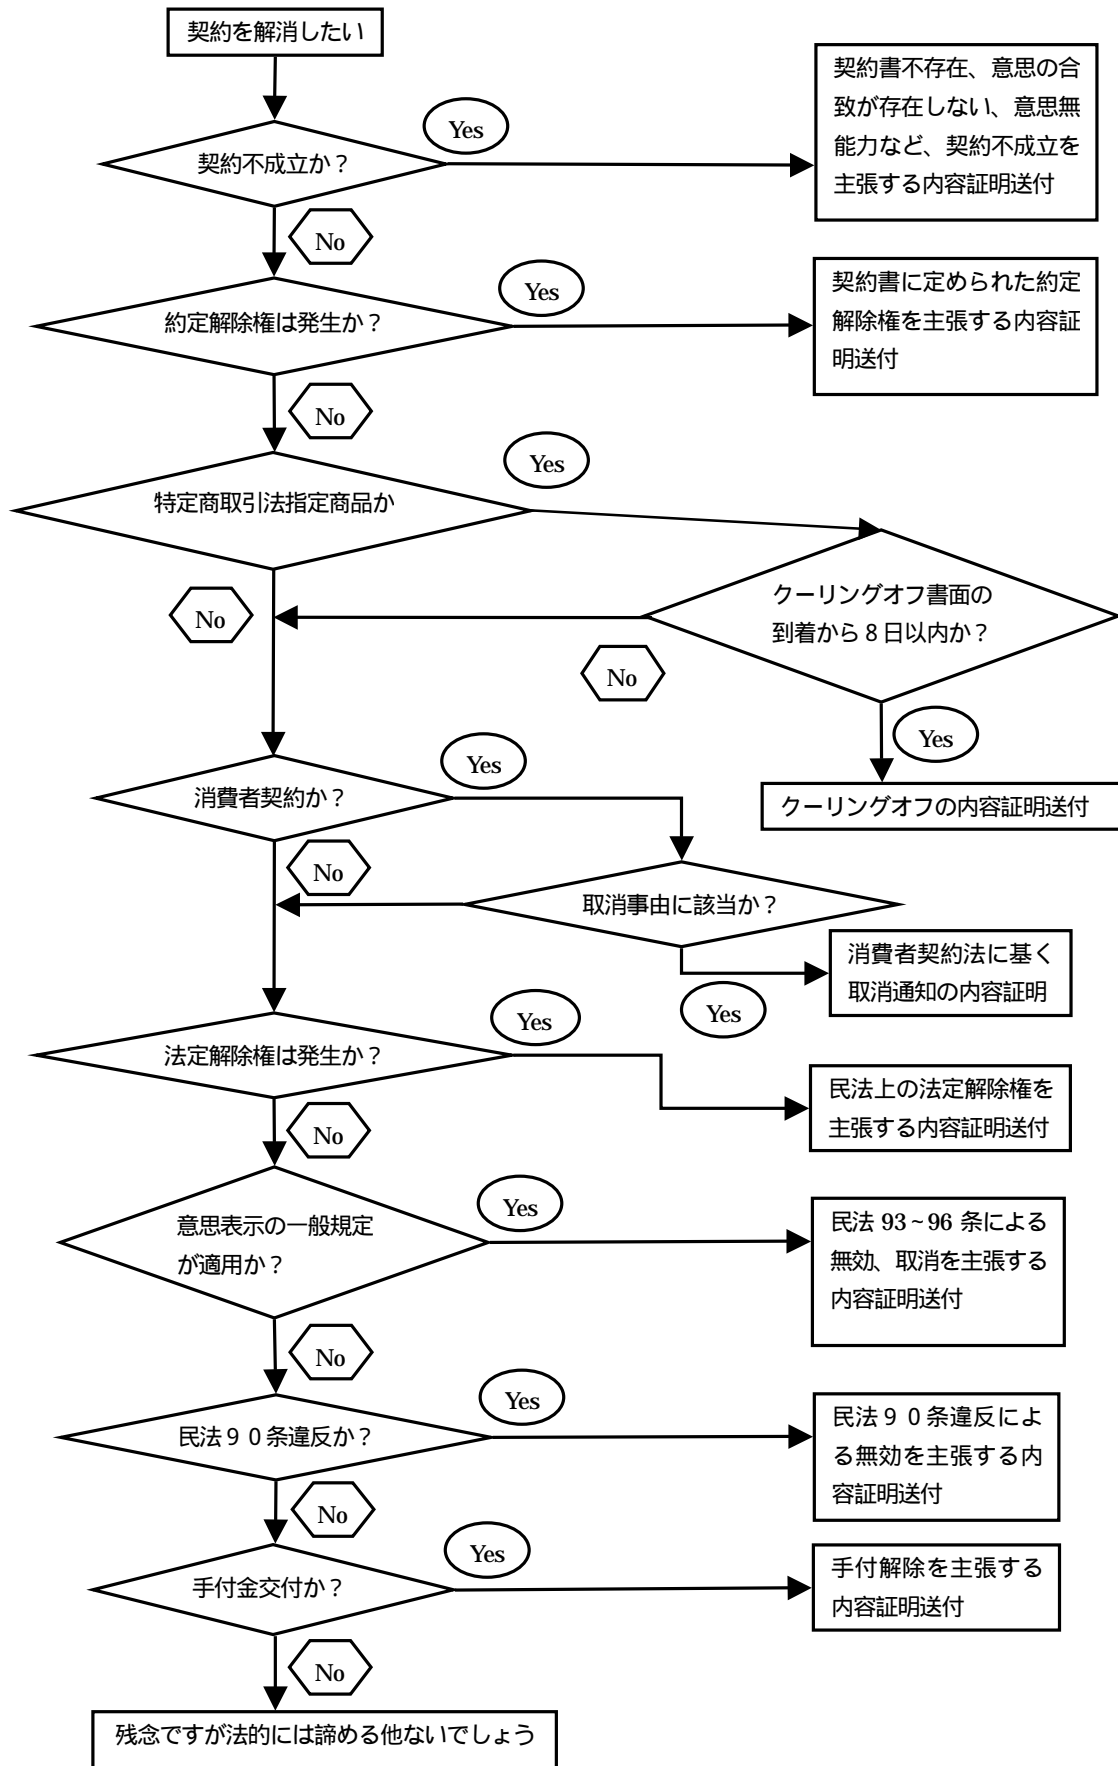 契約を解消したい
契約書不存在、意思の合
致が存在しない、意思無
能力など、契約不成立を
主張する内容証明送付
Yes
契約不成立か？
No
Yes
契約書に定められた約定
解除権を主張する内容証
明送付
約定解除権は発生か？
No
Yes
特定商取引法指定商品か
クーリングオフ書面の
到着から８日以内か？
No
No
Yes
Yes
消費者契約か？
クーリングオフの内容証明送付
No
取消事由に該当か？
消費者契約法に基く
取消通知の内容証明
Yes
Yes
法定解除権は発生か？
民法上の法定解除権を
主張する内容証明送付
No
Yes
意思表示の一般規定
が適用か？
民法 93~96 条による
無効、取消を主張する
内容証明送付
No
Yes
民法９０条違反か？
民法９０条違反によ
る無効を主張する内
容証明送付
No
Yes
手付金交付か？
手付解除を主張する
内容証明送付
No
残念ですが法的には諦める他ないでしょう